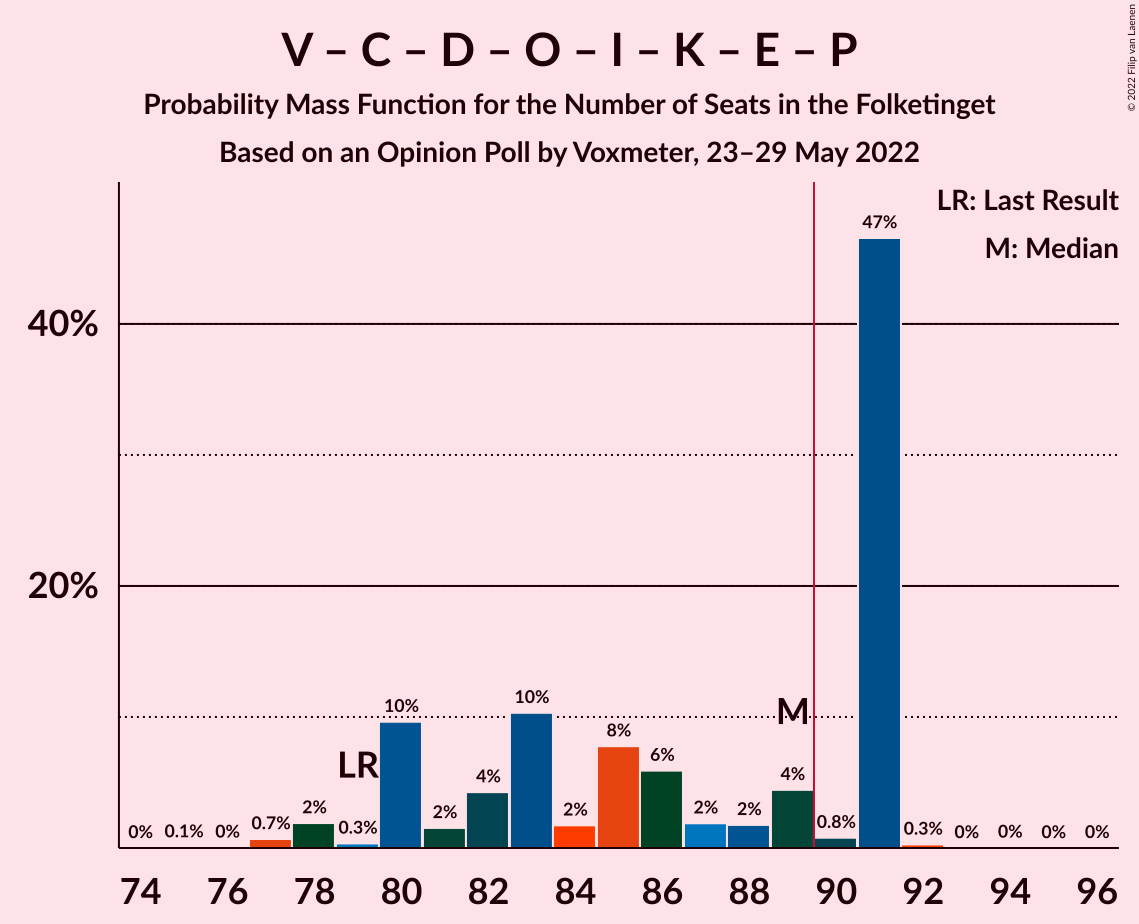 V – C – D – O – I – K – E – P
Probability Mass Function for the Number of Seats in the Folketinget
Based on an Opinion Poll by Voxmeter, 23–29 May 2022
© 2022 Filip van Laenen
LR: Last Result
M: Median
40%
20%
0% 0.1% 0% 0.7% 2% 0.3% 10% 2% 4% 10% 2% 8% 6% 2% 2% 4% 0.8% 47% 0.3% 0% 0% 0% 0%
LR
M
74 76 78 80 82 84 86 88 90 92 94 96